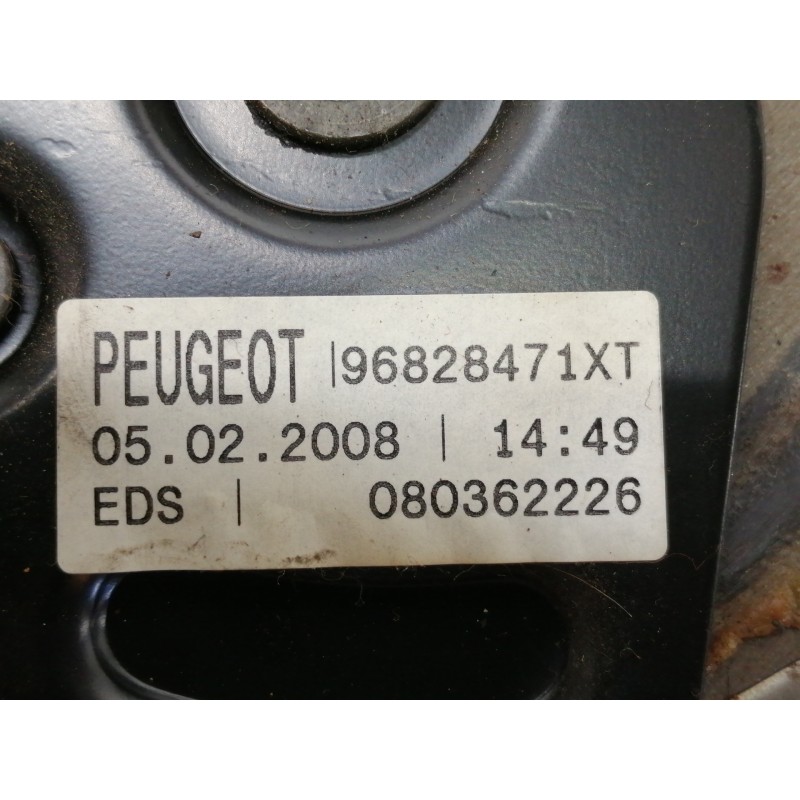 PEUGEOT | 96828471XT
05.02.2008 | 14:49
EDS | 080362226